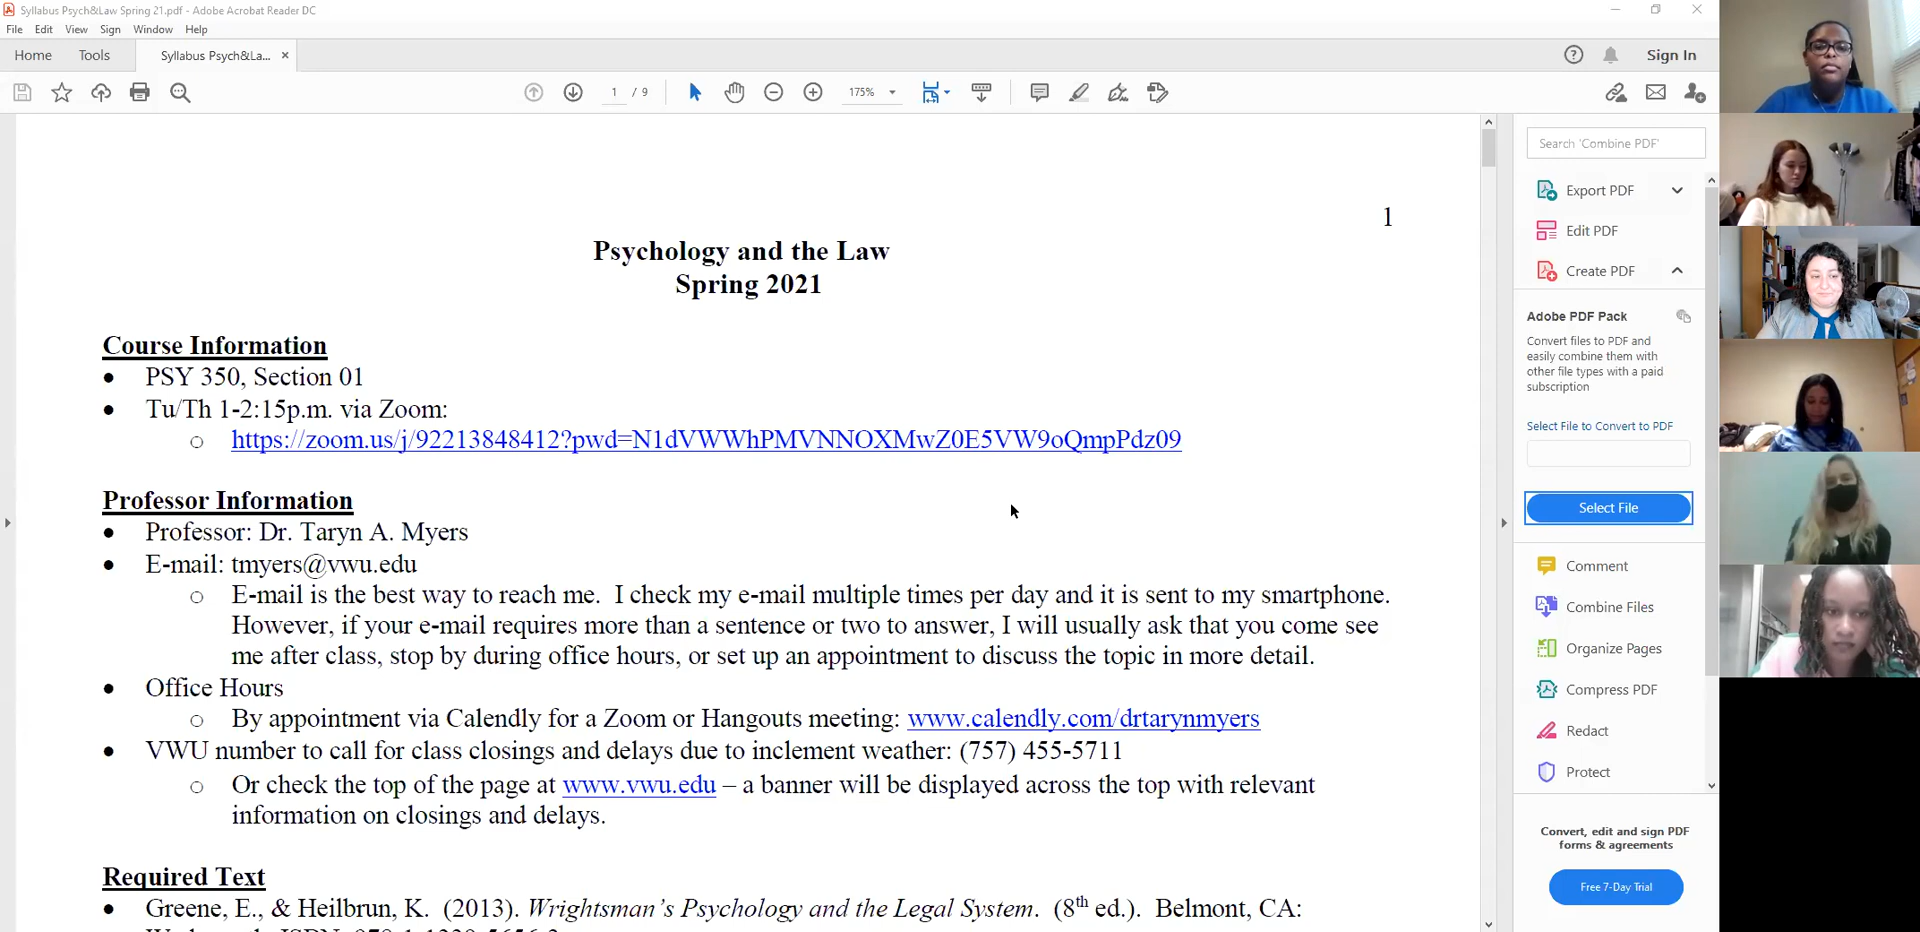 Syllabus Psych&Law Spring 21.pdf - Adobe Acrobat Reader DC
File Edit View Sign Window Help
Home Tools Syllabus Psych&La... × Sign In
1 / 9 175%
1
Psychology and the Law
Spring 2021
Course Information
• PSY 350, Section 01
• Tu/Th 1-2:15p.m. via Zoom:
○ https://zoom.us/j/92213848412?pwd=N1dVWWhPMVNNOXMwZ0E5VW9oQmpPdz09
Professor Information
• Professor: Dr. Taryn A. Myers
• E-mail: tmyers@vwu.edu
○ E-mail is the best way to reach me. I check my e-mail multiple times per day and it is sent to my smartphone.
However, if your e-mail requires more than a sentence or two to answer, I will usually ask that you come see
me after class, stop by during office hours, or set up an appointment to discuss the topic in more detail.
• Office Hours
○ By appointment via Calendly for a Zoom or Hangouts meeting: www.calendly.com/drtarynmyers
• VWU number to call for class closings and delays due to inclement weather: (757) 455-5711
○ Or check the top of the page at www.vwu.edu – a banner will be displayed across the top with relevant
information on closings and delays.
Required Text
• Greene, E., & Heilbrun, K. (2013). Wrightsman's Psychology and the Legal System. (8th ed.). Belmont, CA:
Search 'Combine PDF'
Export PDF
Edit PDF
Create PDF
Adobe PDF Pack
Convert files to PDF and
easily combine them with
other file types with a paid
subscription
Select File to Convert to PDF
Select File
Comment
Combine Files
Organize Pages
Compress PDF
Redact
Protect
Convert, edit and sign PDF
forms & agreements
Free 7-Day Trial